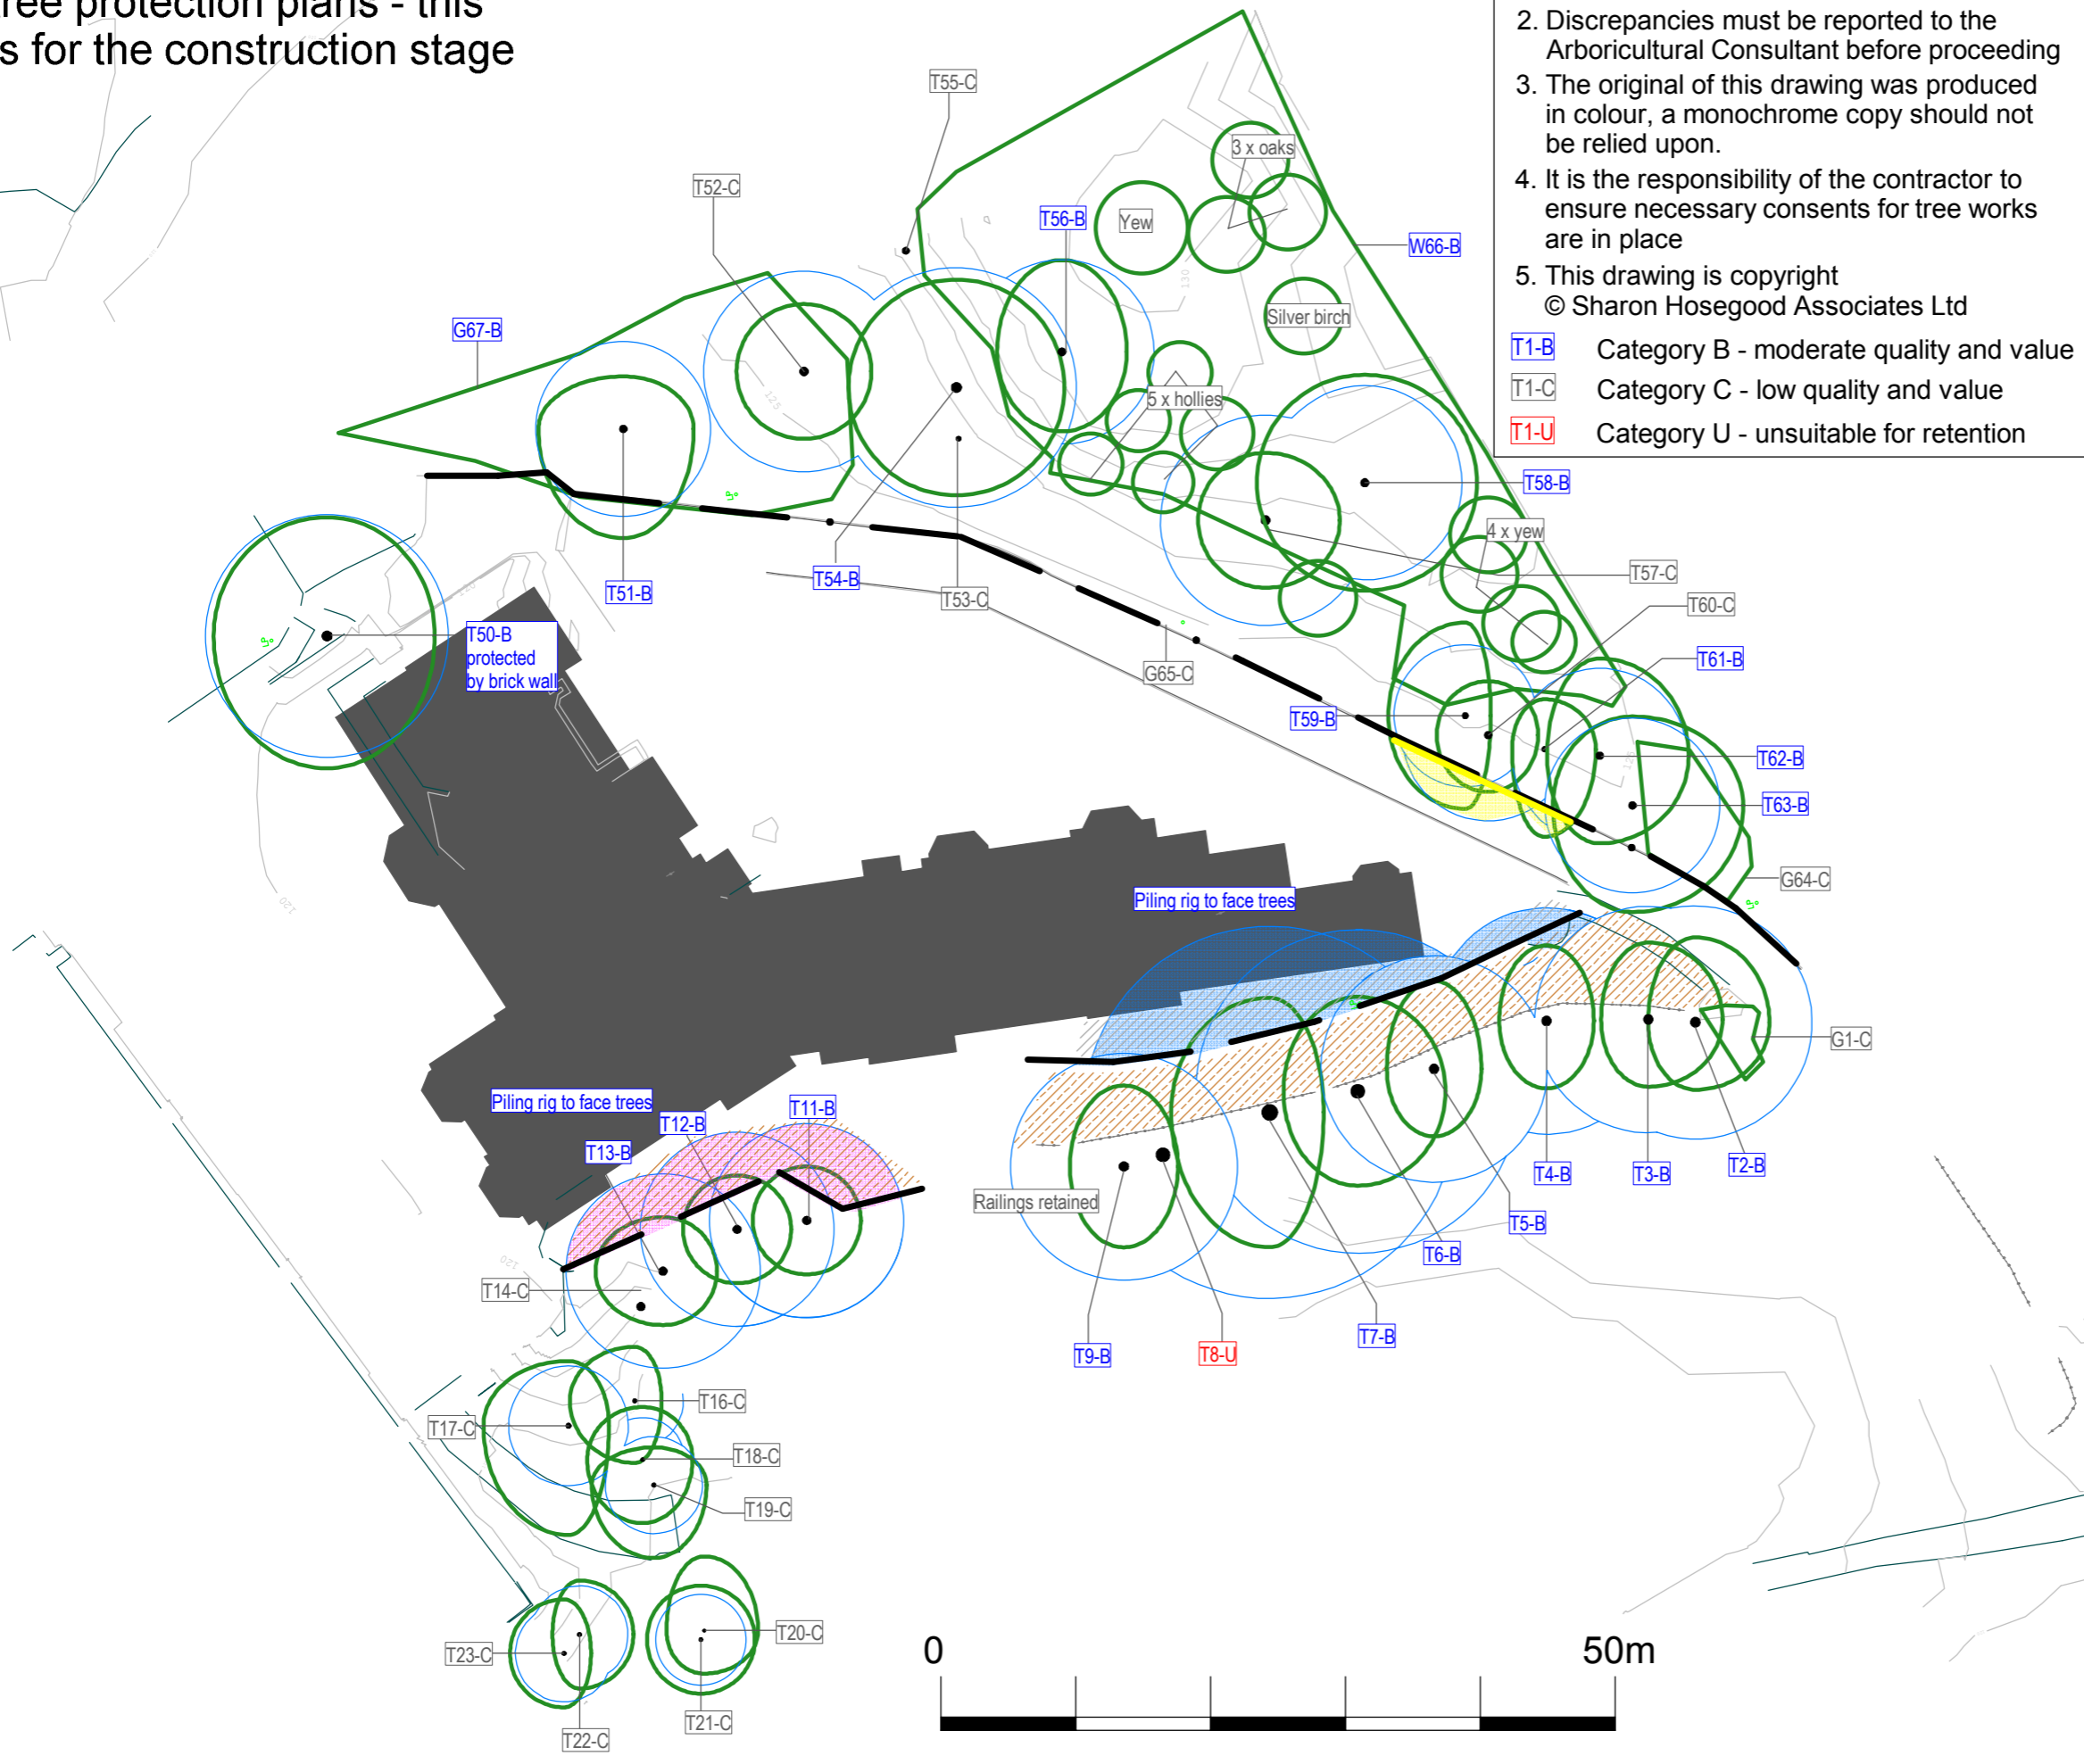 tree protection plans - this
s for the construction stage
2. Discrepancies must be reported to the
Arboricultural Consultant before proceeding
3. The original of this drawing was produced
in colour, a monochrome copy should not
be relied upon.
4. It is the responsibility of the contractor to
ensure necessary consents for tree works
are in place
5. This drawing is copyright
© Sharon Hosegood Associates Ltd
T1-B Category B - moderate quality and value
T1-C Category C - low quality and value
T1-U Category U - unsuitable for retention
T55-C
3 x oaks
T52-C
T56-B
Yew
W66-B
130
Silver birch
G67-B
125
5 x hollies
T58-B
4 x yew
T51-B
T54-B
T53-C
T57-C
T60-C
T50-B
protected
by brick wall
G65-C
T61-B
T59-B
T62-B
T63-B
G64-C
120
Piling rig to face trees
G1-C
Piling rig to face trees
T11-B
T12-B
T13-B
T4-B
T3-B
T2-B
Railings retained
T5-B
T6-B
120
T14-C
T9-B
T8-U
T7-B
T16-C
T17-C
T18-C
T19-C
T20-C
T23-C
T21-C
T22-C
0 50m